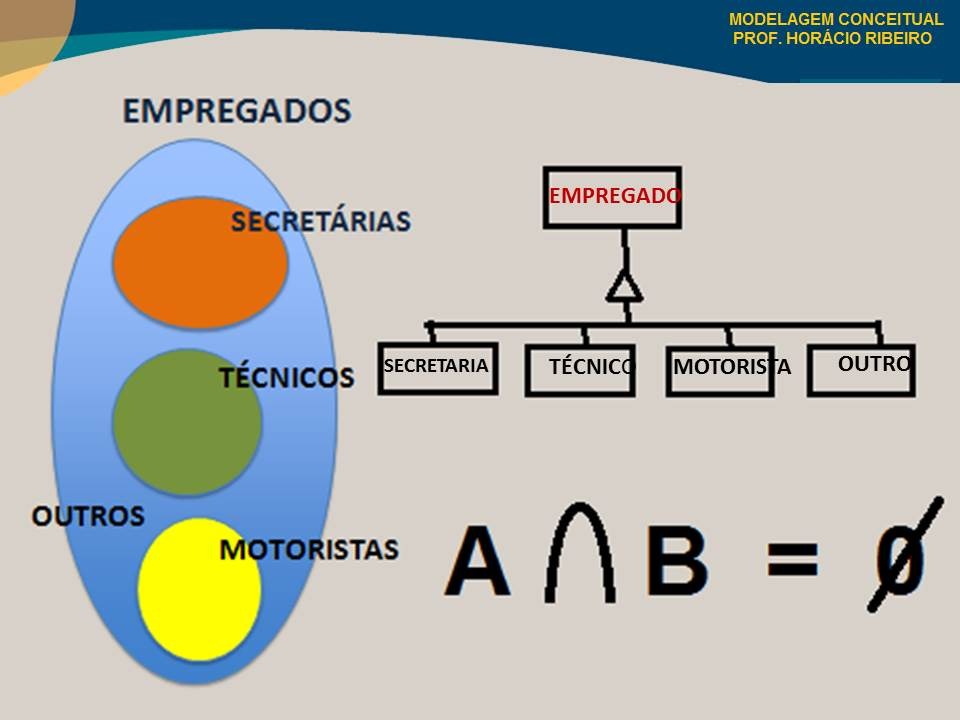 MODELAGEM CONCEITUAL
PROF. HORÁCIO RIBEIRO
EMPREGADOS
SECRETÁRIAS
TÉCNICOS
OUTROS
MOTORISTAS
EMPREGADO
SECRETARIA
TÉCNICO
MOTORISTA
OUTRO
A ∩ B = Ø